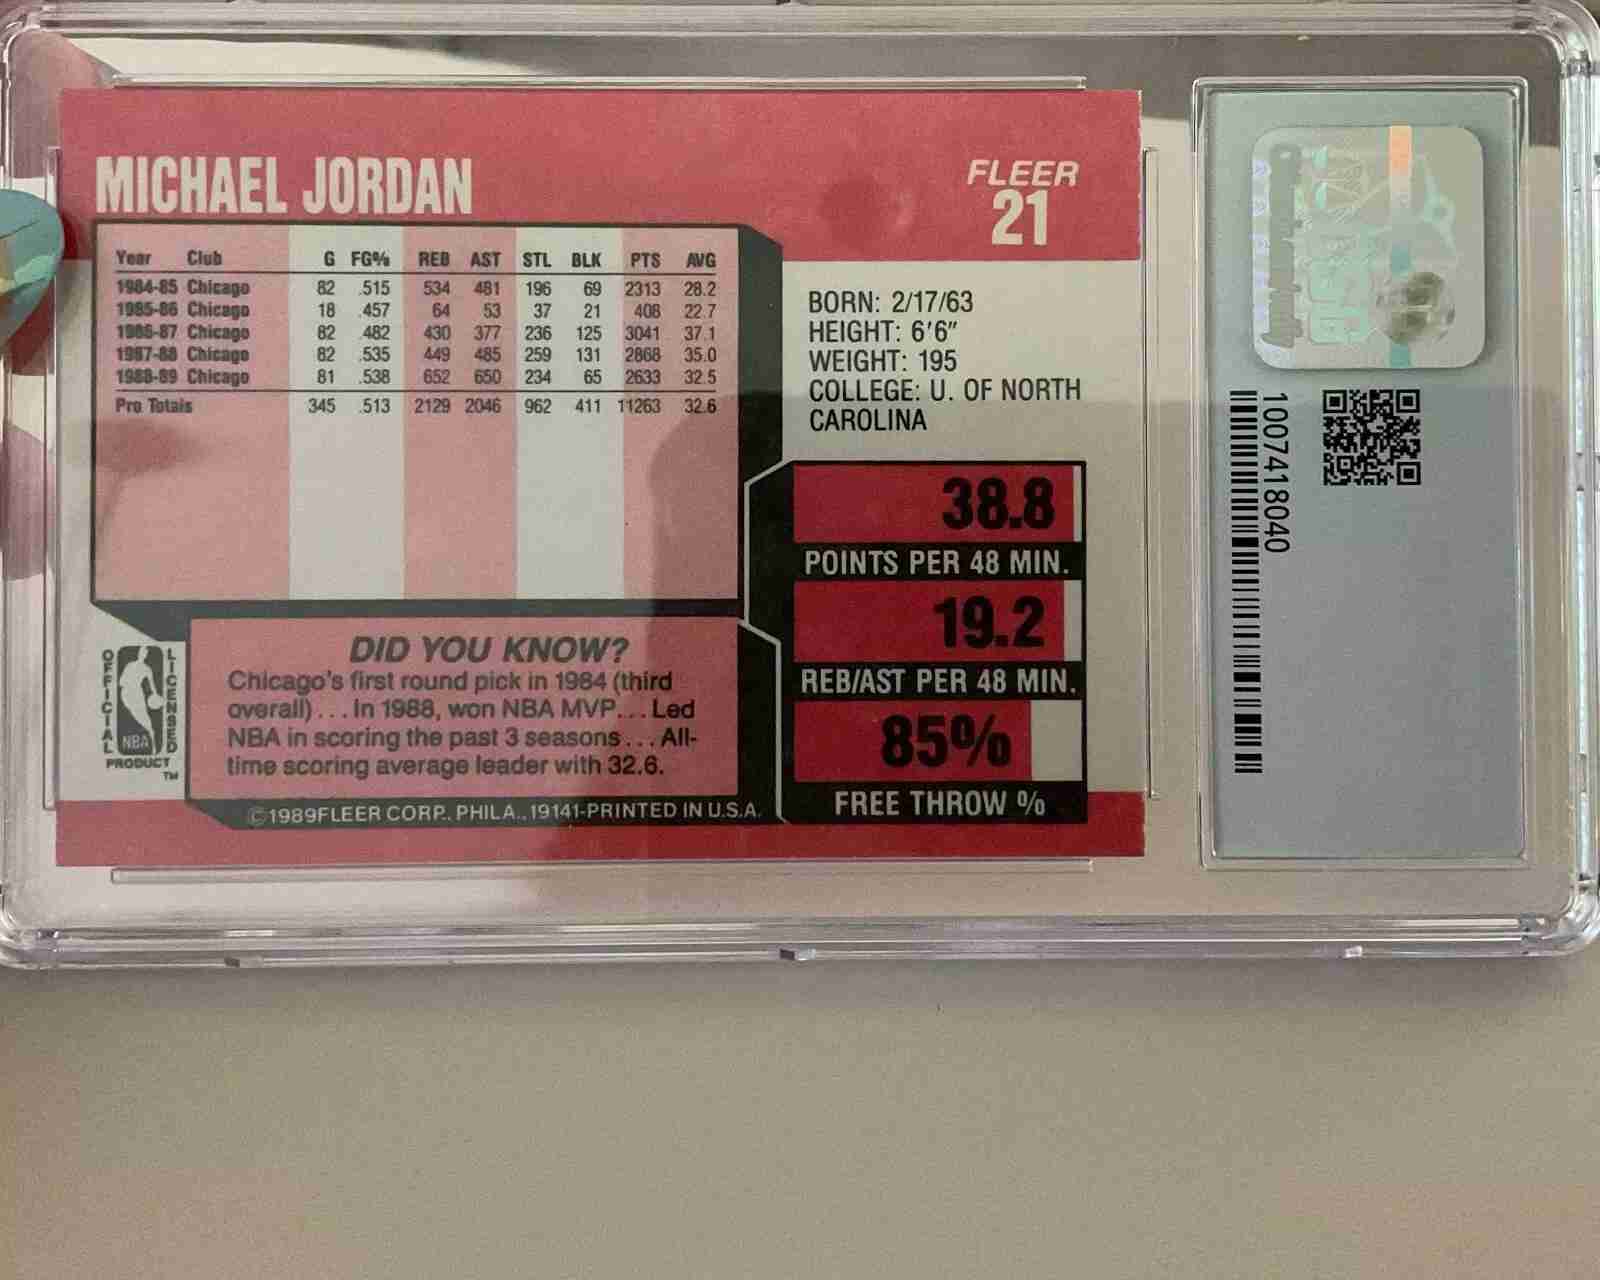 MICHAEL JORDAN
FLEER
21
Year Club G FG% REB AST STL BLK PTS AVG
1984-85 Chicago 82 .515 534 481 196 69 2313 28.2
1985-86 Chicago 18 .457 64 53 37 21 408 22.7
1986-87 Chicago 82 .482 430 377 236 125 3041 37.1
1987-88 Chicago 82 .535 449 485 259 131 2868 35.0
1988-89 Chicago 81 .538 652 650 234 65 2633 32.5
Pro Totals 345 .513 2129 2046 962 411 11263 32.6
BORN: 2/17/63
HEIGHT: 6'6"
WEIGHT: 195
COLLEGE: U. OF NORTH
CAROLINA
38.8
POINTS PER 48 MIN.
19.2
REB/AST PER 48 MIN.
85%
FREE THROW %
DID YOU KNOW?
Chicago's first round pick in 1984 (third
overall)...In 1988, won NBA MVP...Led
NBA in scoring the past 3 seasons...All-
time scoring average leader with 32.6.
OFFICIAL
LICENSED
NBA
PRODUCT
TM
©1989 FLEER CORP., PHILA., 19141-PRINTED IN U.S.A.
1007418040